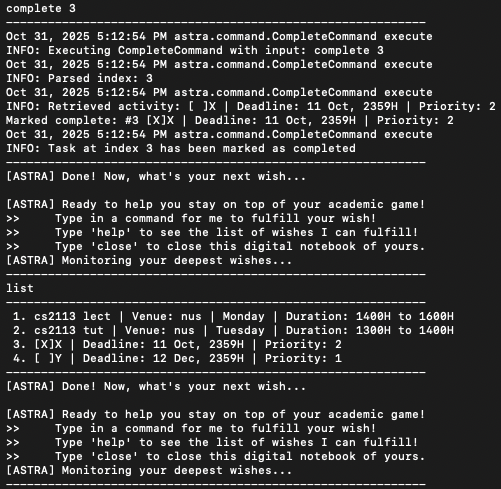 complete 3
------------------------------------------------------------
Oct 31, 2025 5:12:54 PM astra.command.CompleteCommand execute
INFO: Executing CompleteCommand with input: complete 3
Oct 31, 2025 5:12:54 PM astra.command.CompleteCommand execute
INFO: Parsed index: 3
Oct 31, 2025 5:12:54 PM astra.command.CompleteCommand execute
INFO: Retrieved activity: [ ]X | Deadline: 11 Oct, 2359H | Priority: 2
Marked complete: #3 [X]X | Deadline: 11 Oct, 2359H | Priority: 2
Oct 31, 2025 5:12:54 PM astra.command.CompleteCommand execute
INFO: Task at index 3 has been marked as completed
------------------------------------------------------------
[ASTRA] Done! Now, what's your next wish...

[ASTRA] Ready to help you stay on top of your academic game!
>>     Type in a command for me to fulfill your wish!
>>     Type 'help' to see the list of wishes I can fulfill!
>>     Type 'close' to close this digital notebook of yours.
[ASTRA] Monitoring your deepest wishes...
------------------------------------------------------------
list
------------------------------------------------------------
 1. cs2113 lect | Venue: nus | Monday | Duration: 1400H to 1600H
 2. cs2113 tut | Venue: nus | Tuesday | Duration: 1300H to 1400H
 3. [X]X | Deadline: 11 Oct, 2359H | Priority: 2
 4. [ ]Y | Deadline: 12 Dec, 2359H | Priority: 1
------------------------------------------------------------
[ASTRA] Done! Now, what's your next wish...

[ASTRA] Ready to help you stay on top of your academic game!
>>     Type in a command for me to fulfill your wish!
>>     Type 'help' to see the list of wishes I can fulfill!
>>     Type 'close' to close this digital notebook of yours.
[ASTRA] Monitoring your deepest wishes...
------------------------------------------------------------